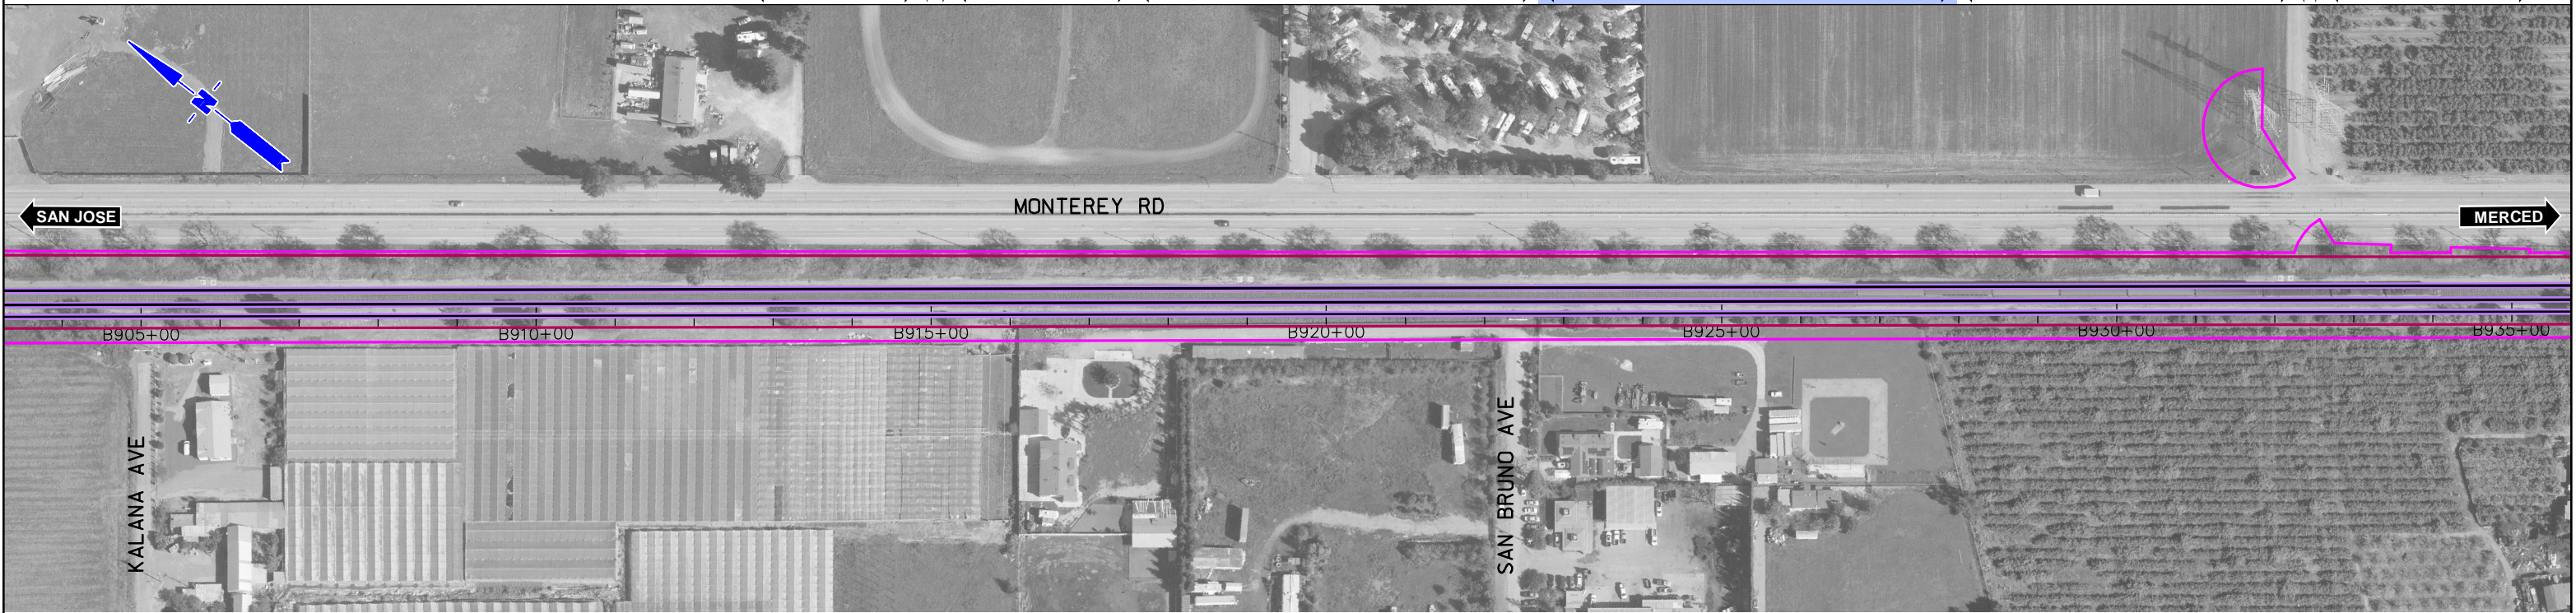 N
MONTEREY RD
SAN JOSE
MERCED
B905+00
B910+00
B915+00
B920+00
B925+00
B930+00
B935+00
KALANA AVE
SAN BRUNO AVE